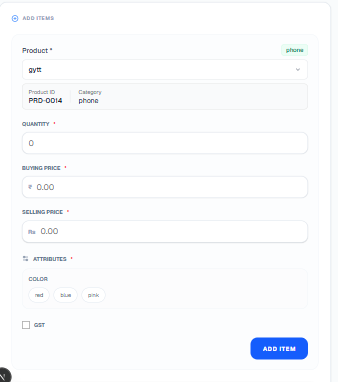 ADD ITEMS
Product * phone
gytt
Product ID Category
PRD-0014 phone
QUANTITY *
0
BUYING PRICE *
₹ 0.00
SELLING PRICE *
Rs 0.00
ATTRIBUTES *
COLOR
red blue pink
GST
ADD ITEM